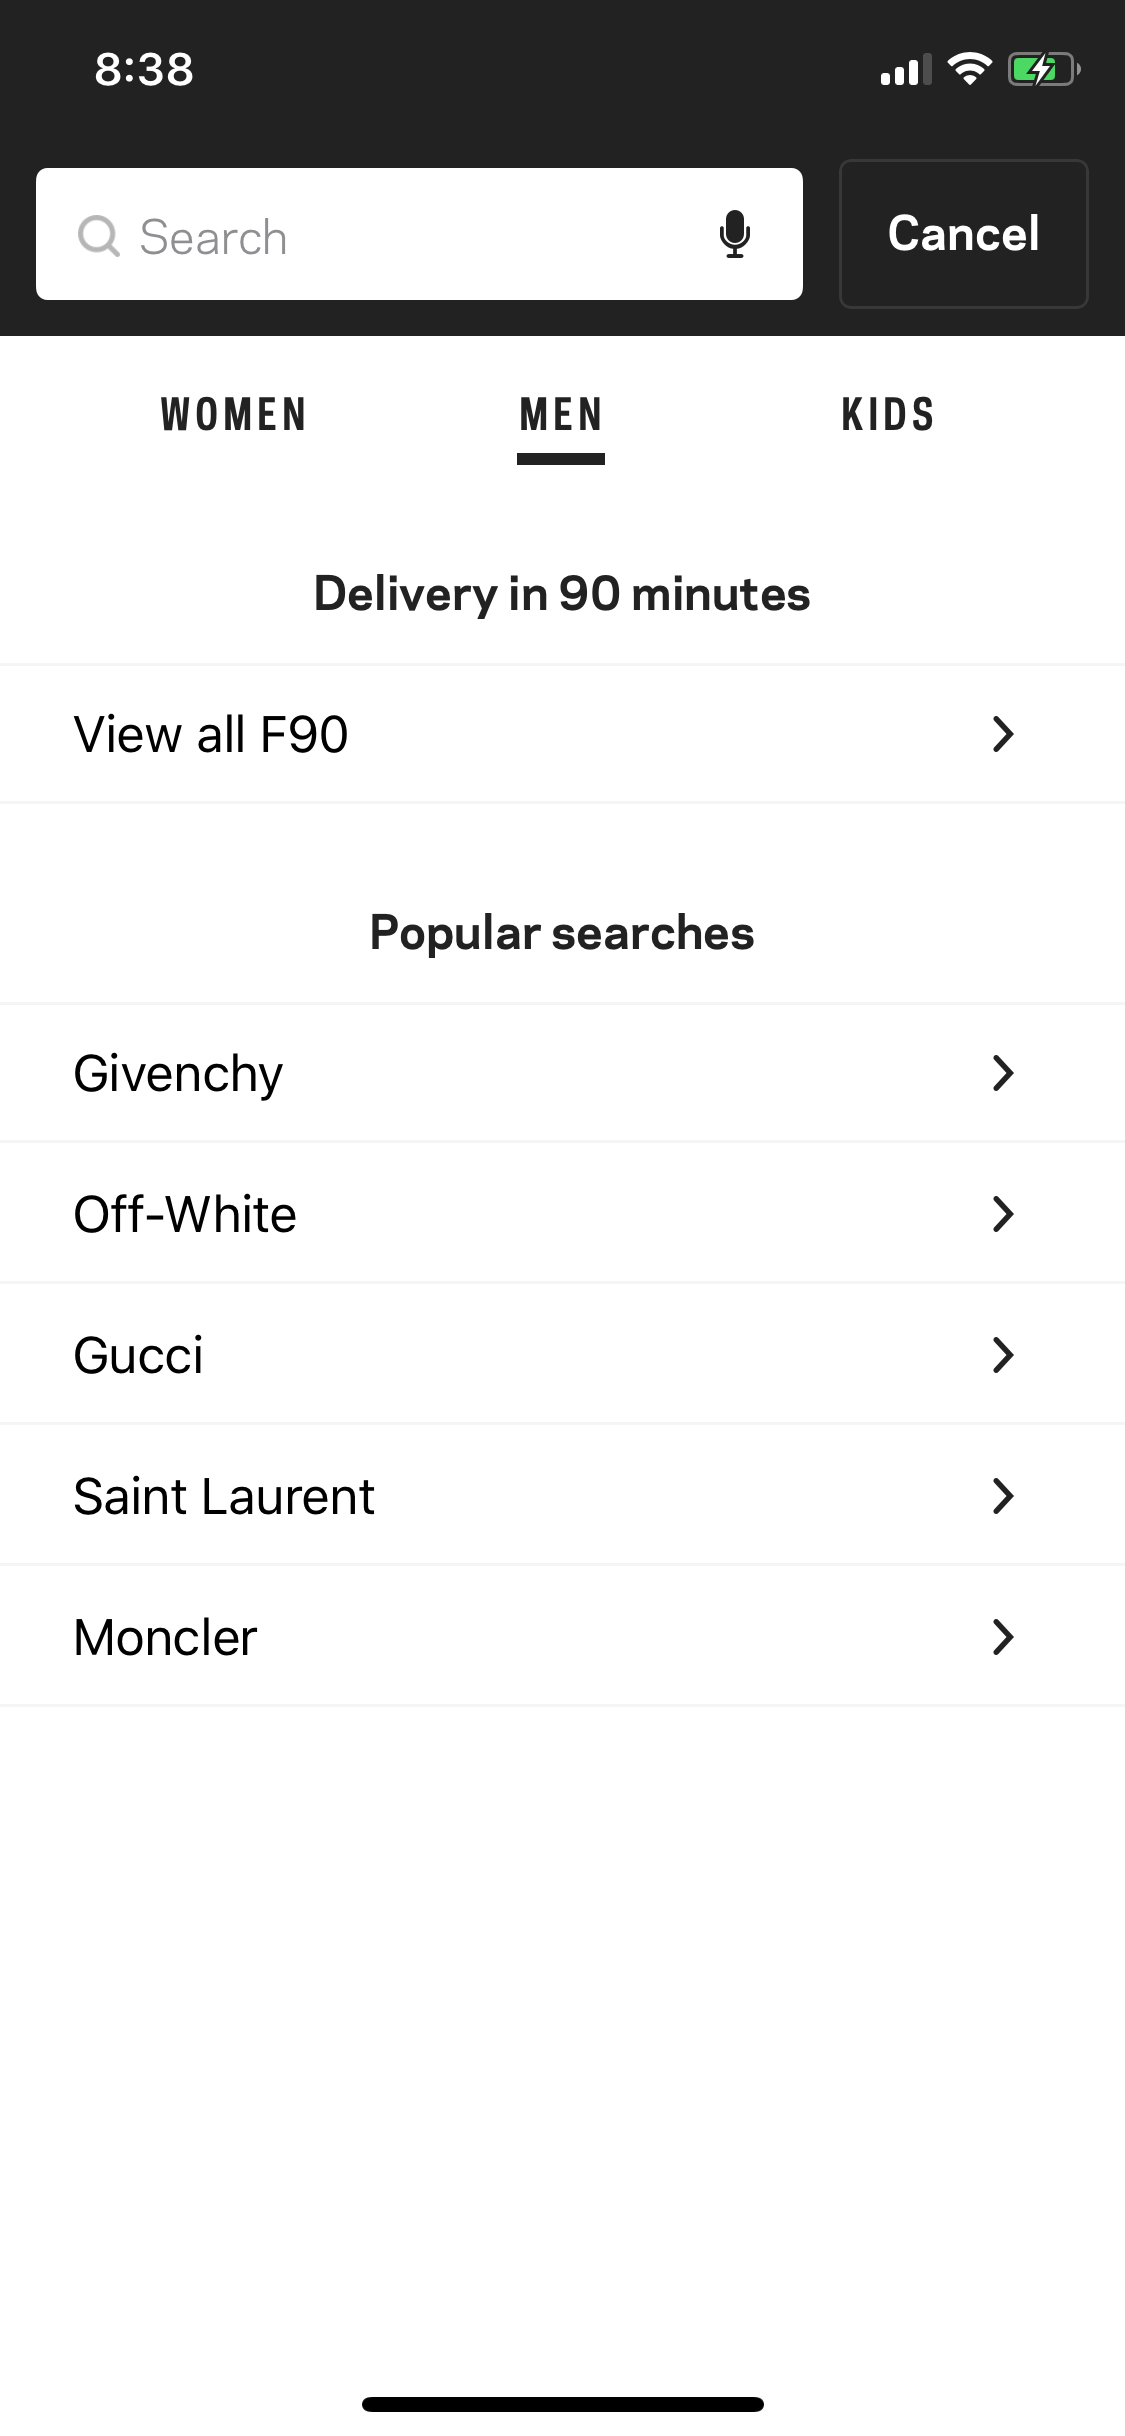 8:38
Search
Cancel
WOMEN
MEN
KIDS
Delivery in 90 minutes
View all F90
Popular searches
Givenchy
Off-White
Gucci
Saint Laurent
Moncler